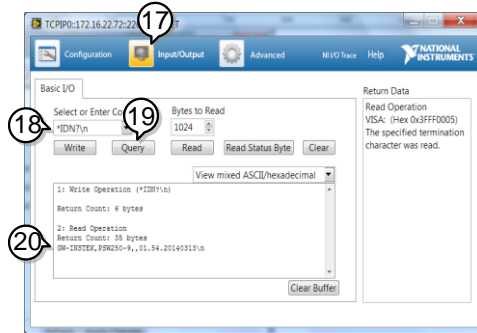 TCPIP0::172.16.22.72::22
17
Configuration
Input/Output
Advanced
NI I/O Trace
Help
NATIONAL
INSTRUMENTS
Basic I/O
Return Data
Select or Enter Co
Bytes to Read
18
*IDN?\n
19
1024
Write
Query
Read
Read Status Byte
Clear
Read Operation
VISA: (Hex 0x3FFF0005)
The specified termination
character was read.
View mixed ASCII/hexadecimal
1: Write Operation (*IDN?\n)
Return Count: 6 bytes
2: Read Operation
Return Count: 35 bytes
20
GW-INSTEK,PSW250-9,,01.54.20140313\n
Clear Buffer